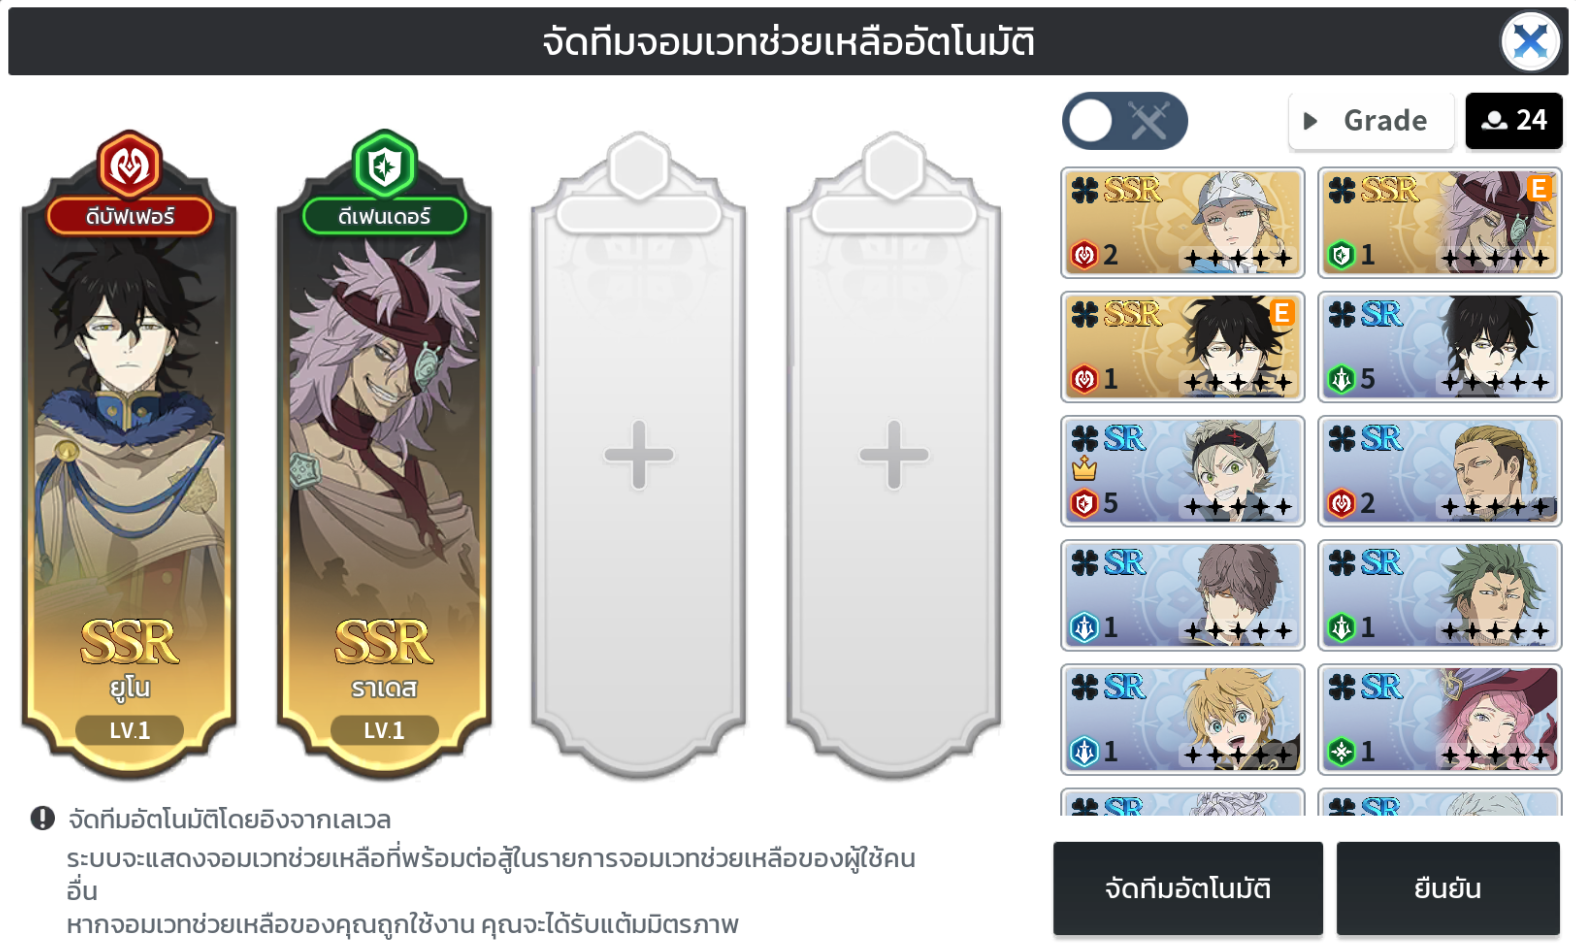 จัดทีมจอมเวทช่วยเหลืออัตโนมัติ
Grade
24
ดีบัฟเฟอร์
ดีเฟนเดอร์
SSR
ยูโน
LV.1
SSR
ราเดส
LV.1
SSR
2
SSR
E
1
SSR
E
1
SR
5
SR
5
SR
2
SR
1
SR
1
SR
1
SR
1
SR
SR
จัดทีมอัตโนมัติโดยอิงจากเลเวล
ระบบจะแสดงจอมเวทช่วยเหลือที่พร้อมต่อสู้ในรายการจอมเวทช่วยเหลือของผู้ใช้คน
อื่น
หากจอมเวทช่วยเหลือของคุณถูกใช้งาน คุณจะได้รับแต้มมิตรภาพ
จัดทีมอัตโนมัติ
ยืนยัน